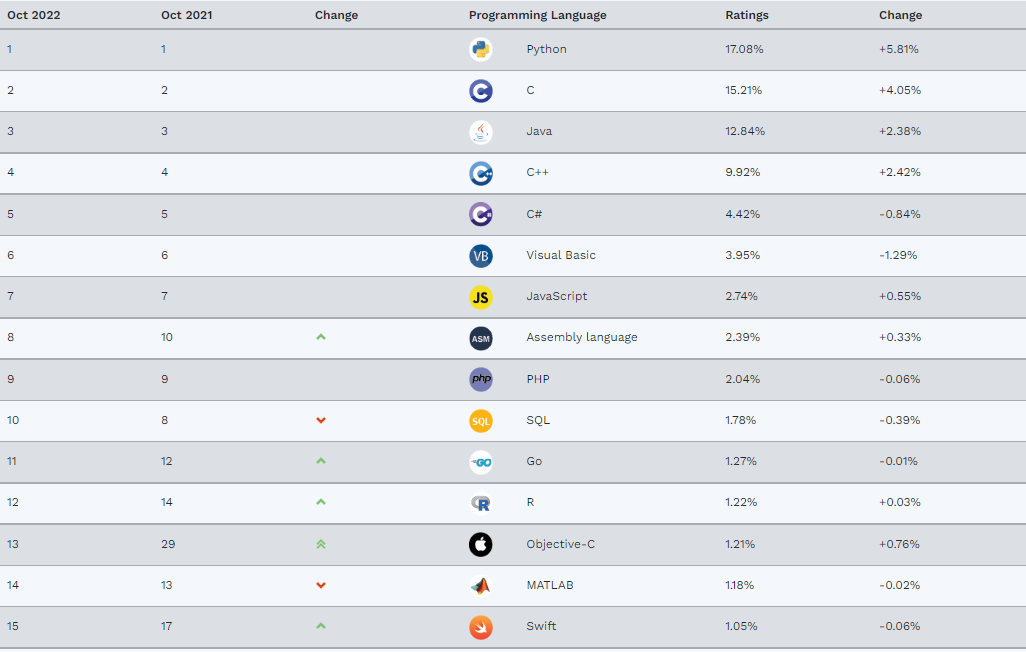 Oct 2022 Oct 2021 Change Programming Language Ratings Change
1 1 Python 17.08% +5.81%
2 2 C C 15.21% +4.05%
3 3 Java 12.84% +2.38%
4 4 C++ C++ 9.92% +2.42%
5 5 C# C# 4.42% -0.84%
6 6 VB Visual Basic 3.95% -1.29%
7 7 JS JavaScript 2.74% +0.55%
8 10 ASM Assembly language 2.39% +0.33%
9 9 php PHP 2.04% -0.06%
10 8 SQL SQL 1.78% -0.39%
11 12 GO Go 1.27% -0.01%
12 14 R R 1.22% +0.03%
13 29 Objective-C 1.21% +0.76%
14 13 MATLAB 1.18% -0.02%
15 17 Swift 1.05% -0.06%